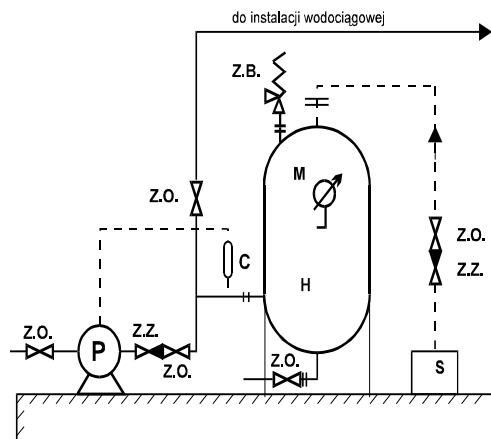 do instalacji wodociągowej
Z.B.
M
Z.O.
Z.O.
C
Z.Z.
H
Z.O.
P
Z.Z.
Z.O.
Z.O.
S